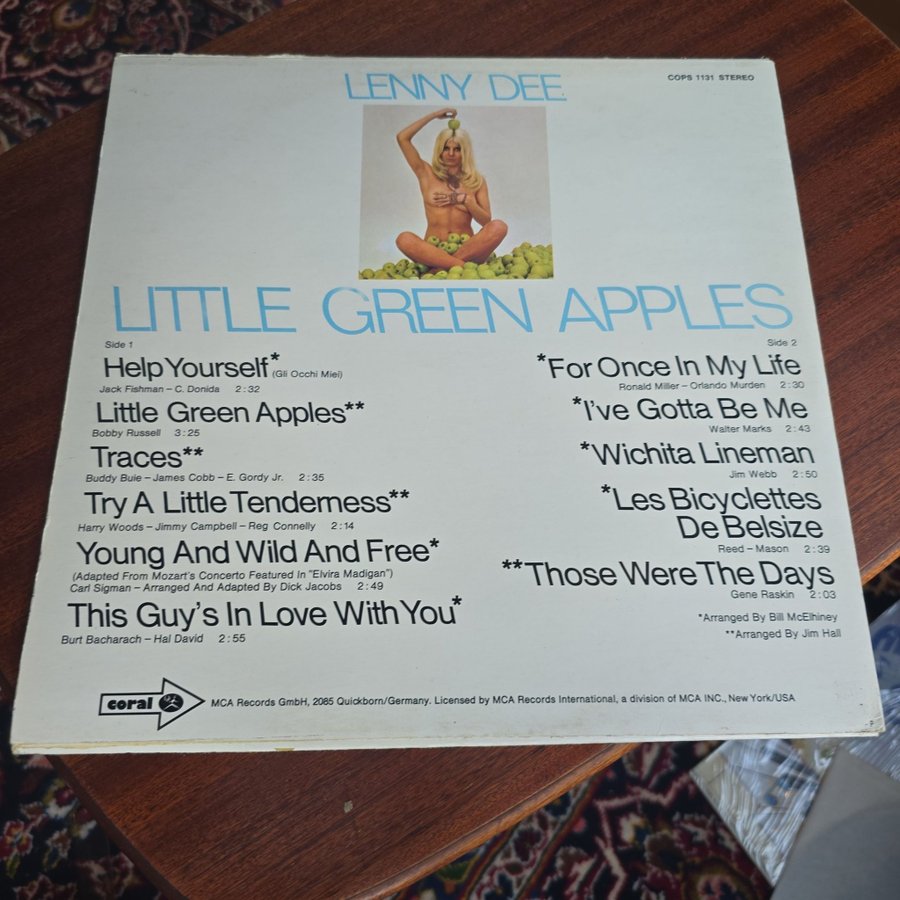 LENNY DEE
COPS 1131 STEREO
LITTLE GREEN APPLES
Side 1
Help Yourself* (Gli Occhi Miei)
Jack Fishman – C. Donida 2:32
Little Green Apples**
Bobby Russell 3:25
Traces**
Buddy Buie – James Cobb – E. Gordy Jr. 2:35
Try A Little Tenderness**
Harry Woods – Jimmy Campbell – Reg Connelly 2:14
Young And Wild And Free*
(Adapted From Mozart's Concerto Featured In "Elvira Madigan")
Carl Sigman – Arranged And Adapted By Dick Jacobs 2:49
This Guy's In Love With You*
Burt Bacharach – Hal David 2:55
Side 2
*For Once In My Life
Ronald Miller – Orlando Murden 2:30
*I've Gotta Be Me
Walter Marks 2:43
*Wichita Lineman
Jim Webb 2:50
*Les Bicyclettes
De Belsize
Reed – Mason 2:39
**Those Were The Days
Gene Raskin 2:03
*Arranged By Bill McElhiney
**Arranged By Jim Hall
coral
MCA Records GmbH, 2085 Quickborn/Germany. Licensed by MCA Records International, a division of MCA INC., New York/USA